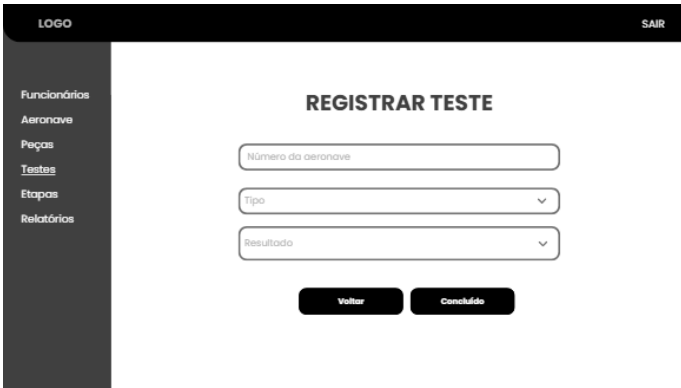 LOGO
SAIR
Funcionários
Aeronave
Peças
Testes
Etapas
Relatórios
REGISTRAR TESTE
Número da aeronave
Tipo
Resultado
Voltar
Concluído